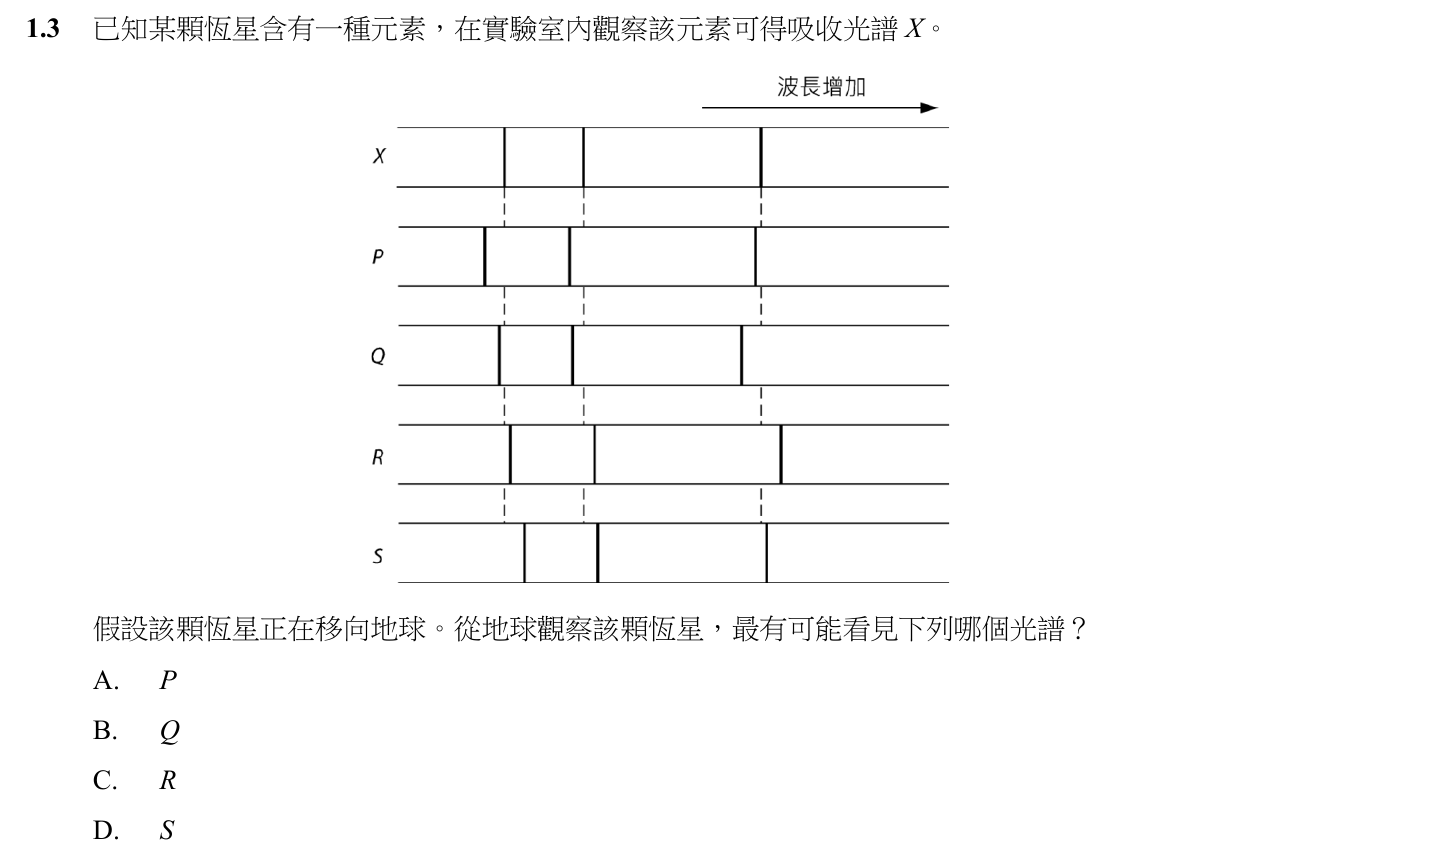 1.3 已知某顆恆星含有一種元素，在實驗室內觀察該元素可得吸收光譜 X。
波長增加
X
P
Q
R
S
假設該顆恆星正在移向地球。從地球觀察該顆恆星，最有可能看見下列哪個光譜？
A. P
B. Q
C. R
D. S